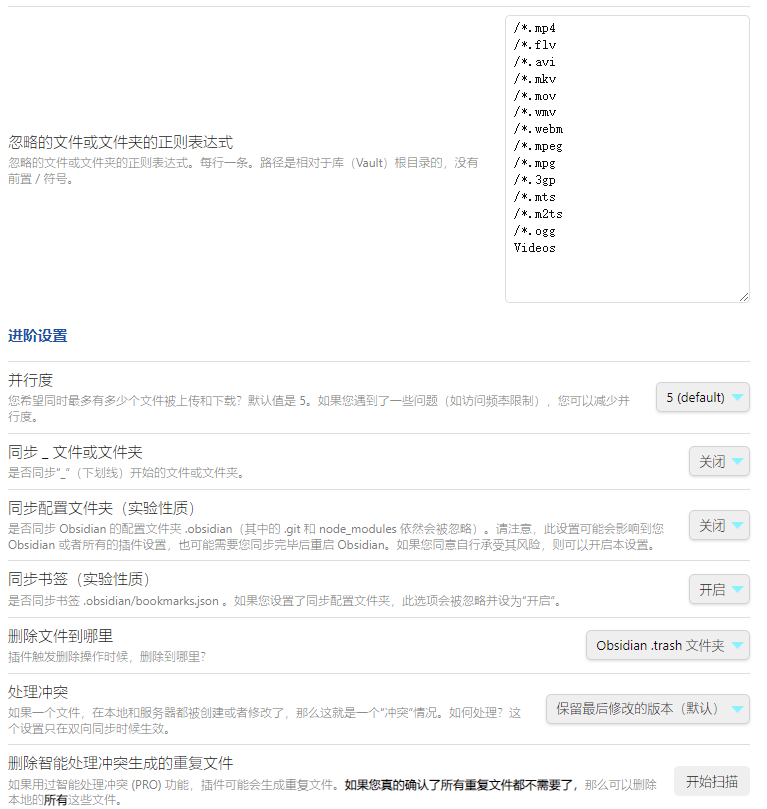 /*.mp4
/*.flv
/*.avi
/*.mkv
/*.mov
/*.wmv
/*.webm
/*.mpeg
/*.mpg
/*.3gp
/*.mts
/*.m2ts
/*.ogg
Videos
忽略的文件或文件夹的正则表达式
忽略的文件或文件夹的正则表达式。每行一条。路径是相对于库（Vault）根目录的，没有
前置 / 符号。
进阶设置
并行度
您希望同时最多有多少个文件被上传和下载？默认值是 5。如果您遇到了一些问题（如访问频率限制），您可以减少并
行度。
5 (default)
同步 _ 文件或文件夹
是否同步“_”（下划线）开始的文件或文件夹。
关闭
同步配置文件夹（实验性质）
是否同步 Obsidian 的配置文件夹 .obsidian（其中的 .git 和 node_modules 依然会被忽略）。请注意，此设置可能会影响到您
Obsidian 或者所有的插件设置，也可能需要您同步完毕后重启 Obsidian。如果您同意自行承受其风险，则可以开启本设置。
关闭
同步书签（实验性质）
是否同步书签 .obsidian/bookmarks.json 。如果您设置了同步配置文件夹，此选项会被忽略并设为“开启”。
开启
删除文件到哪里
插件触发删除操作时候，删除到哪里？
Obsidian .trash 文件夹
处理冲突
如果一个文件，在本地和服务器都被创建或者修改了，那么这就是一个“冲突”情况。如何处理？这
个设置只在双向同步时候生效。
保留最后修改的版本（默认）
删除智能处理冲突生成的重复文件
如果用过智能处理冲突 (PRO) 功能，插件可能会生成重复文件。如果您真的确认了所有重复文件都不需要了，那么可以删除
本地的所有这些文件。
开始扫描